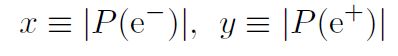 x ≡ |P(e⁻)|, y ≡ |P(e⁺)|